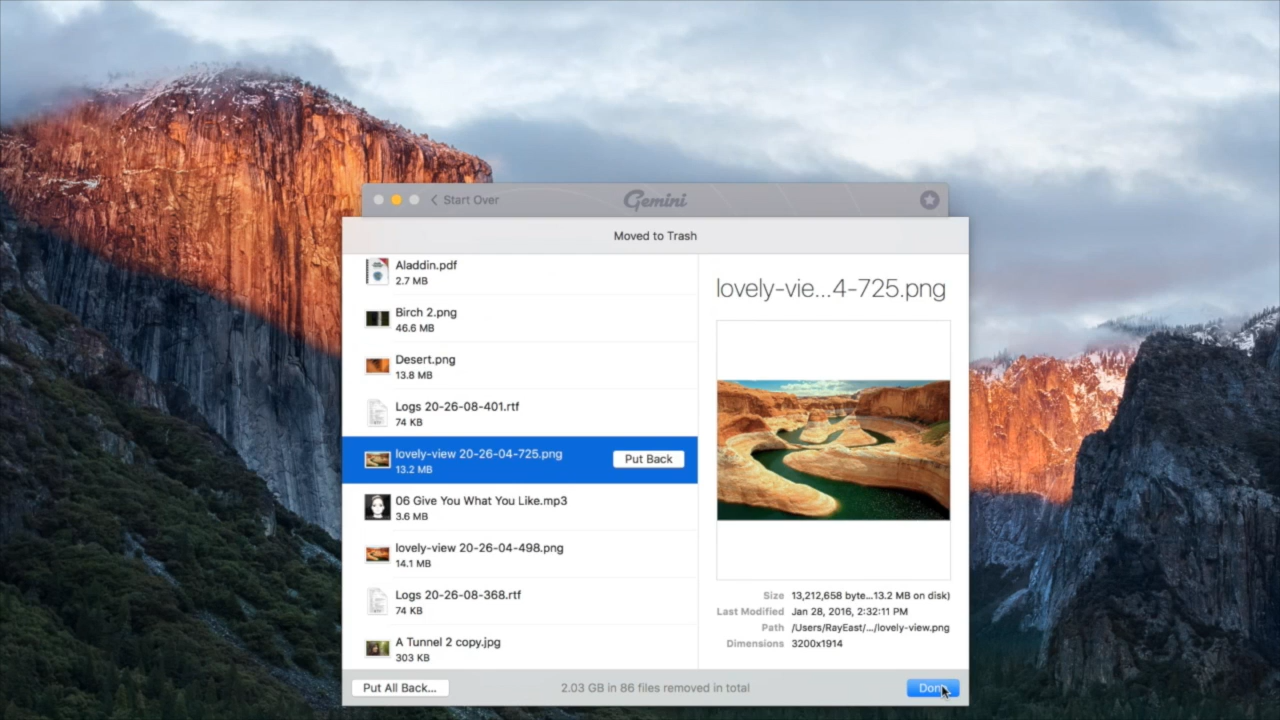 Start Over
Gemini
Moved to Trash
Aladdin.pdf
2.7 MB
Birch 2.png
46.6 MB
Desert.png
13.8 MB
Logs 20-26-08-401.rtf
74 KB
lovely-view 20-26-04-725.png
13.2 MB
Put Back
06 Give You What You Like.mp3
3.6 MB
lovely-view 20-26-04-498.png
14.1 MB
Logs 20-26-08-368.rtf
74 KB
A Tunnel 2 copy.jpg
303 KB
lovely-vie...4-725.png
Size 13,212,658 byte...13.2 MB on disk)
Last Modified Jan 28, 2016, 2:32:11 PM
Path /Users/RayEast/.../lovely-view.png
Dimensions 3200x1914
Put All Back...
2.03 GB in 86 files removed in total
Done